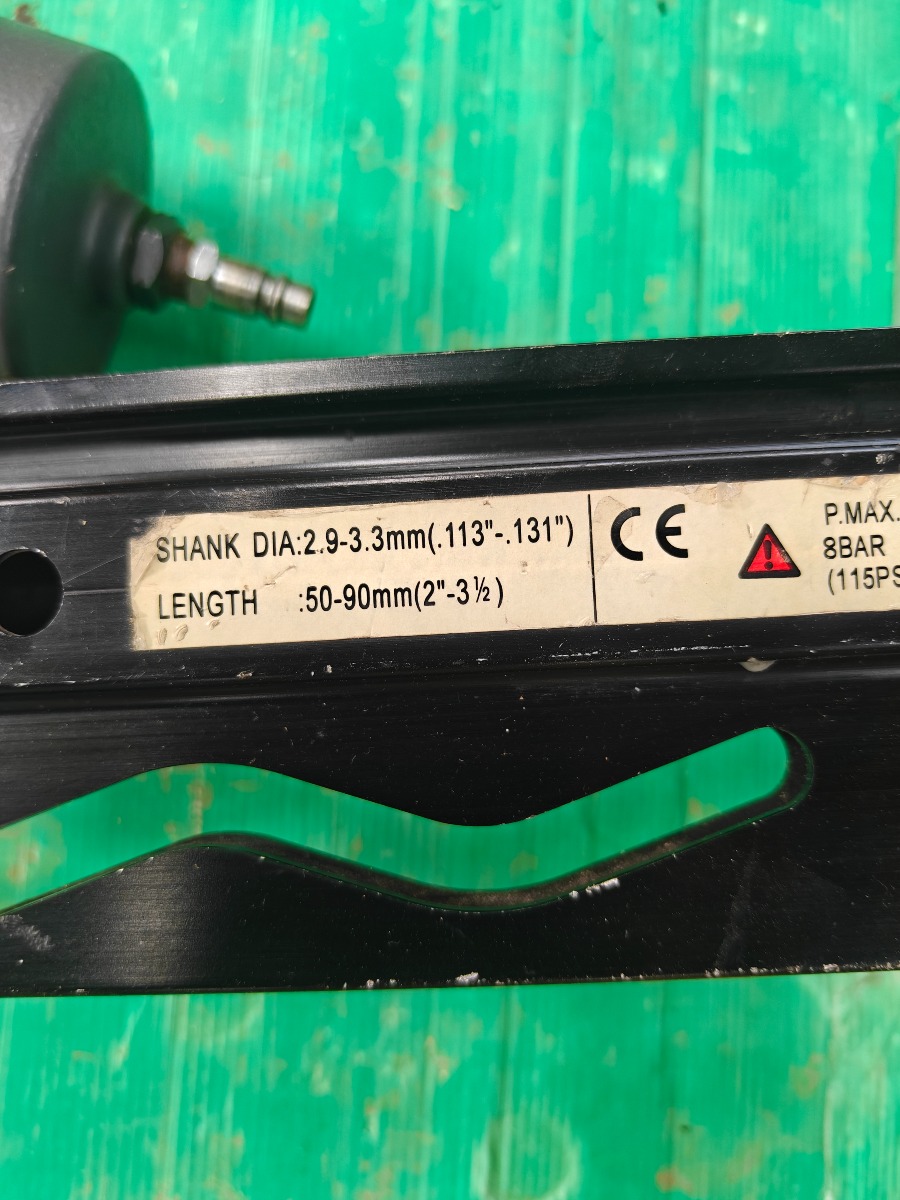 SHANK DIA:2.9-3.3mm(.113"-.131")
LENGTH :50-90mm(2"-3½)
CE
P.MAX.
8BAR
(115PS